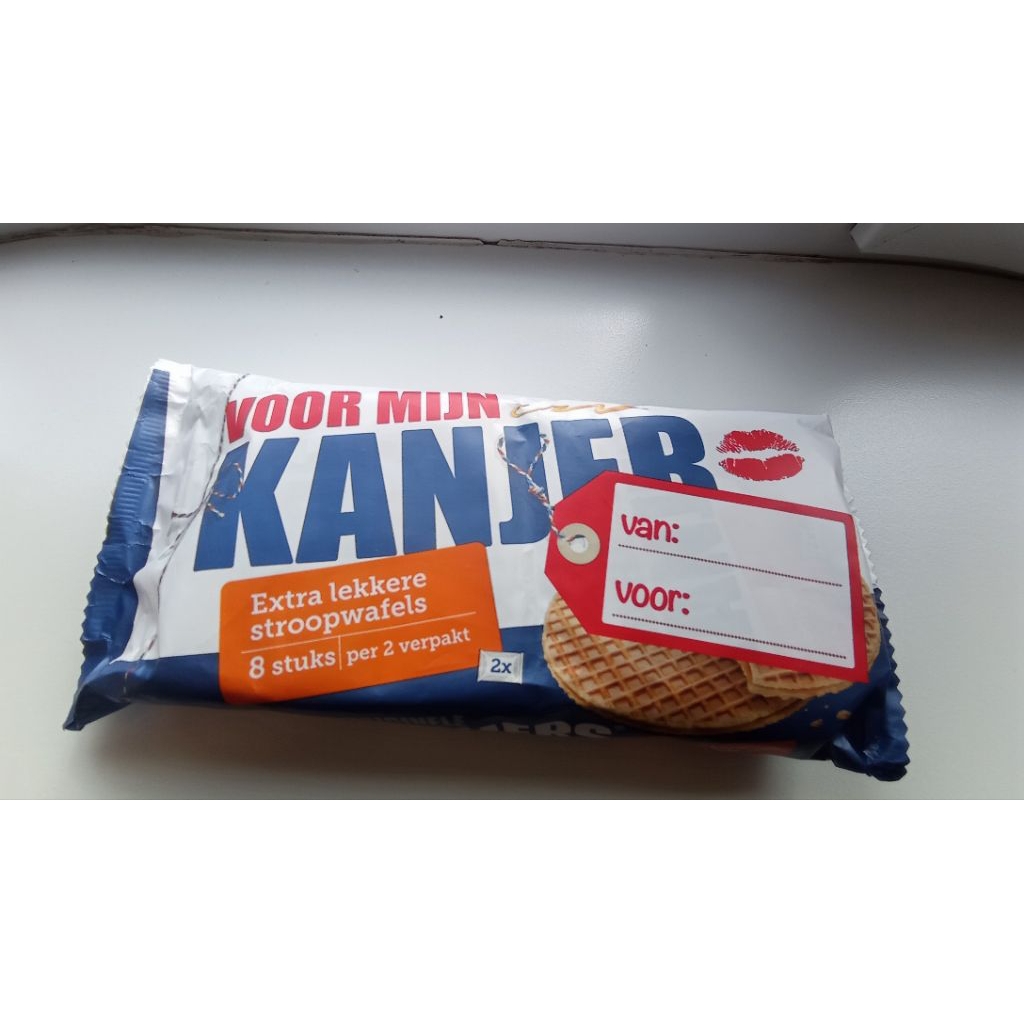 VOOR MIJN
KANJER
van:
voor:
Extra lekkere
stroopwafels
8 stuks per 2 verpakt
2x